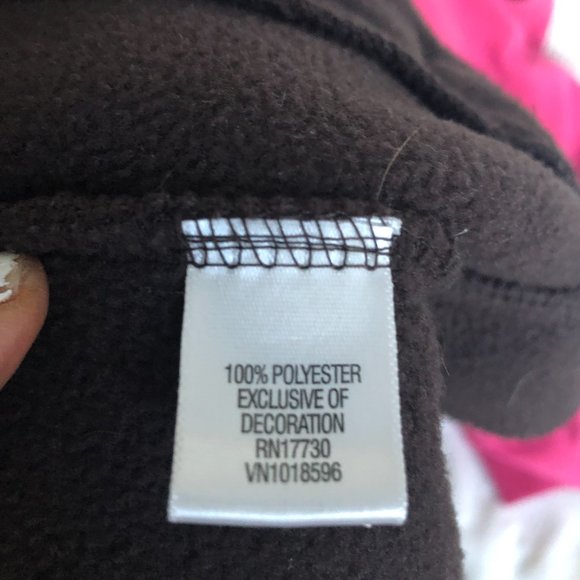 100% POLYESTER
EXCLUSIVE OF
DECORATION
RN17730
VN1018596